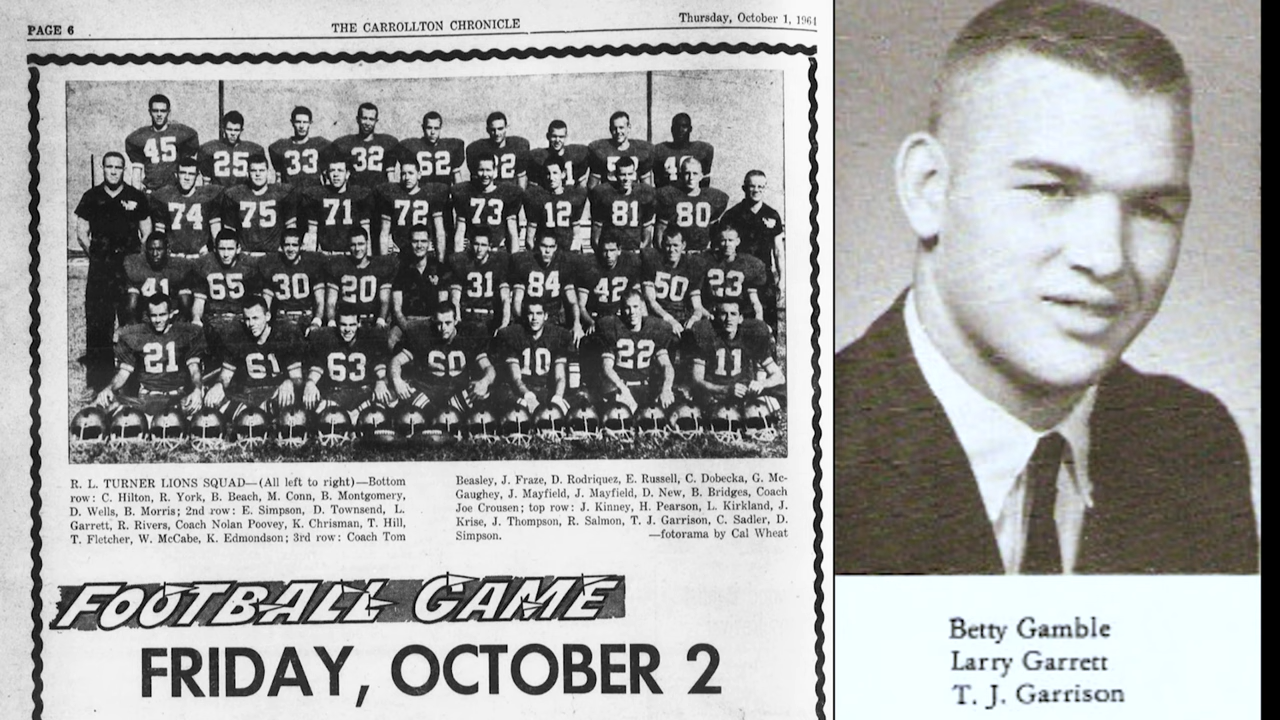 PAGE 6
THE CARROLLTON CHRONICLE
Thursday, October 1, 1964
45
25
33
32
62
74
75
71
72
73
12
81
80
41
65
30
20
31
84
42
50
23
21
61
63
60
10
22
11
R. L. TURNER LIONS SQUAD—(All left to right)—Bottom
row: C. Hilton, R. York, B. Beach, M. Conn, B. Montgomery,
D. Wells, B. Morris; 2nd row: E. Simpson, D. Townsend, L.
Garrett, R. Rivers, Coach Nolan Poovey, K. Chrisman, T. Hill,
T. Fletcher, W. McCabe, K. Edmondson; 3rd row: Coach Tom
Beasley, J. Fraze, D. Rodriquez, E. Russell, C. Dobecka, G. Mc-
Gaughey, J. Mayfield, J. Mayfield, D. New, B. Bridges, Coach
Joe Crousen; top row: J. Kinney, H. Pearson, L. Kirkland, J.
Krise, J. Thompson, R. Salmon, T. J. Garrison, C. Sadler, D.
Simpson. —fotorama by Cal Wheat
FOOTBALL GAME
FRIDAY, OCTOBER 2
Betty Gamble
Larry Garrett
T. J. Garrison